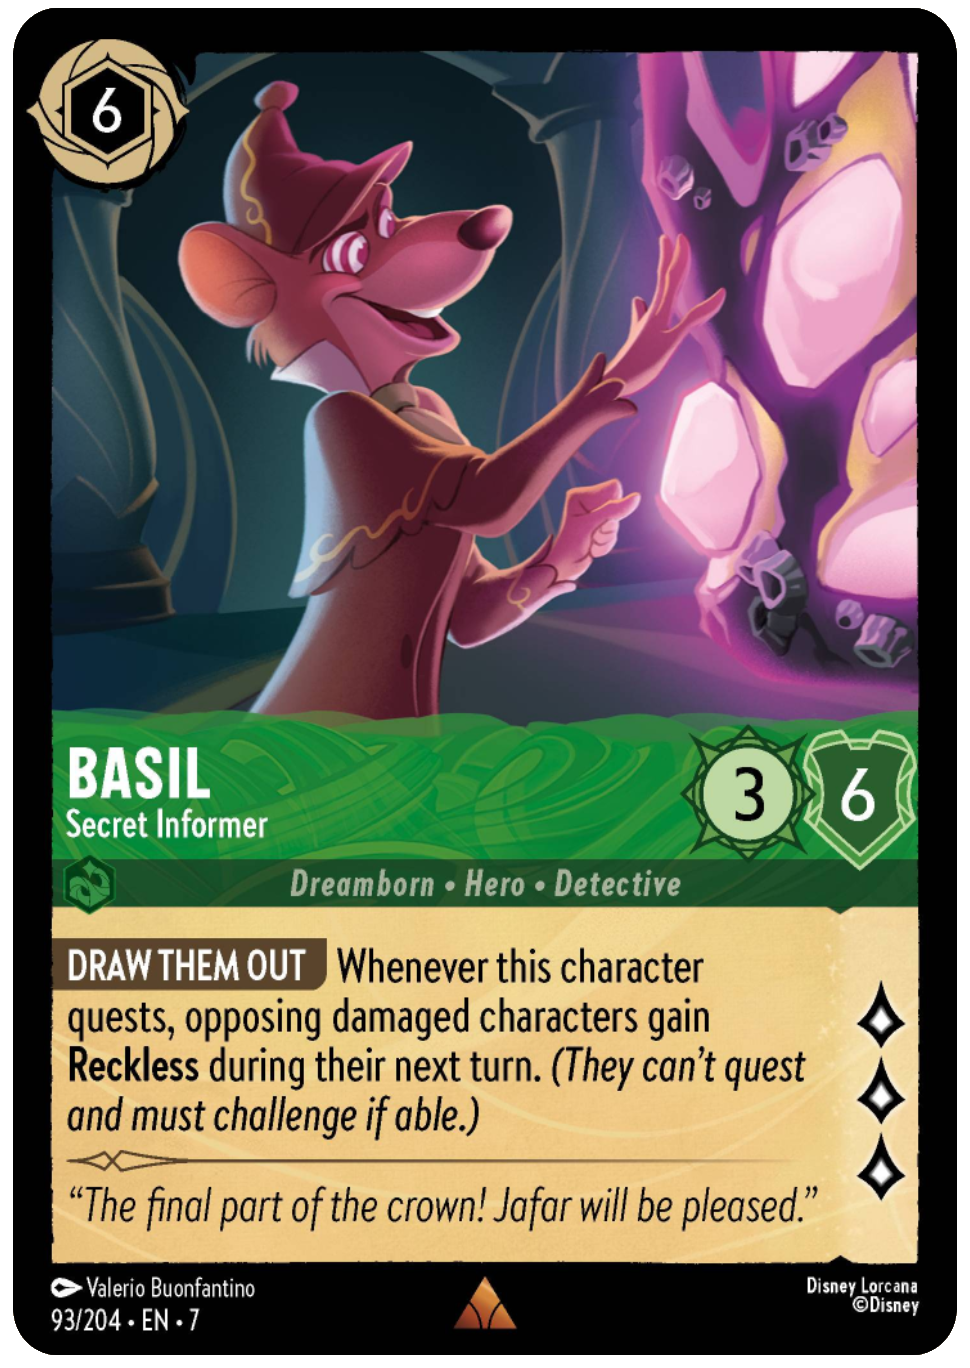 6
BASIL
Secret Informer
3
6
Dreamborn • Hero • Detective
DRAW THEM OUT Whenever this character
quests, opposing damaged characters gain
Reckless during their next turn. (They can't quest
and must challenge if able.)
“The final part of the crown! Jafar will be pleased.”
Valerio Buonfantino
93/204 • EN • 7
Disney Lorcana
©Disney